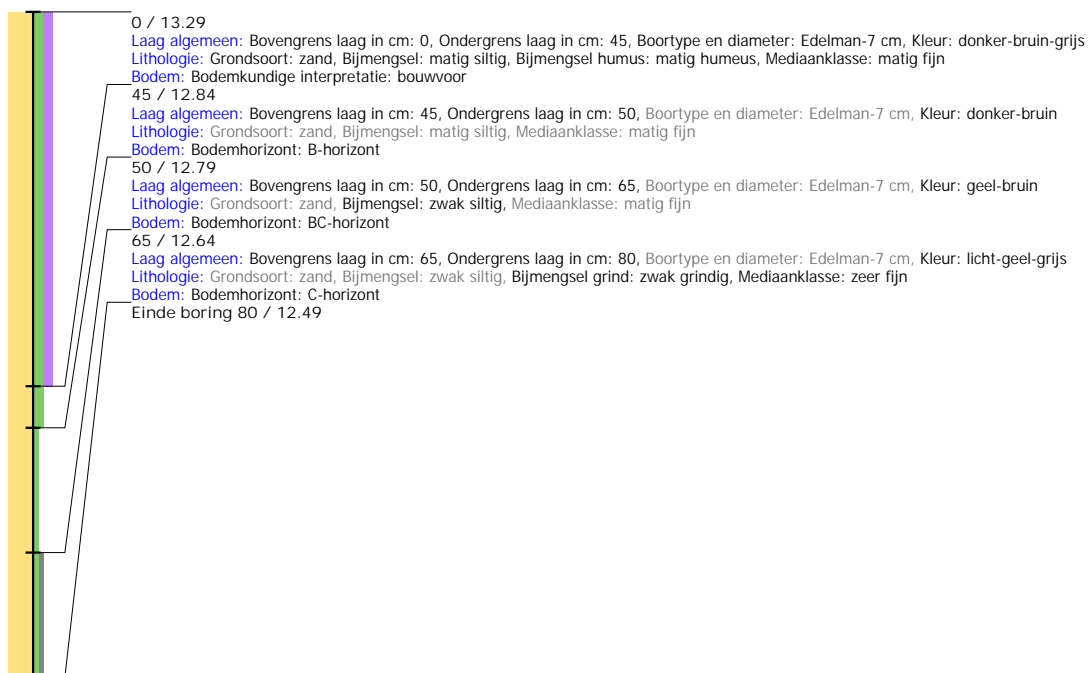 0 / 13.29
Laag algemeen: Bovengrens laag in cm: 0, Ondergrens laag in cm: 45, Boortype en diameter: Edelman-7 cm, Kleur: donker-bruin-grijs
Lithologie: Grondsoort: zand, Bijmengsel: matig siltig, Bijmengsel humus: matig humeus, Mediaanklasse: matig fijn
Bodem: Bodemkundige interpretatie: bouwvoor
45 / 12.84
Laag algemeen: Bovengrens laag in cm: 45, Ondergrens laag in cm: 50, Boortype en diameter: Edelman-7 cm, Kleur: donker-bruin
Lithologie: Grondsoort: zand, Bijmengsel: matig siltig, Mediaanklasse: matig fijn
Bodem: Bodemhorizont: B-horizont
50 / 12.79
Laag algemeen: Bovengrens laag in cm: 50, Ondergrens laag in cm: 65, Boortype en diameter: Edelman-7 cm, Kleur: geel-bruin
Lithologie: Grondsoort: zand, Bijmengsel: zwak siltig, Mediaanklasse: matig fijn
Bodem: Bodemhorizont: BC-horizont
65 / 12.64
Laag algemeen: Bovengrens laag in cm: 65, Ondergrens laag in cm: 80, Boortype en diameter: Edelman-7 cm, Kleur: licht-geel-grijs
Lithologie: Grondsoort: zand, Bijmengsel: zwak siltig, Bijmengsel grind: zwak grindig, Mediaanklasse: zeer fijn
Bodem: Bodemhorizont: C-horizont
Einde boring 80 / 12.49